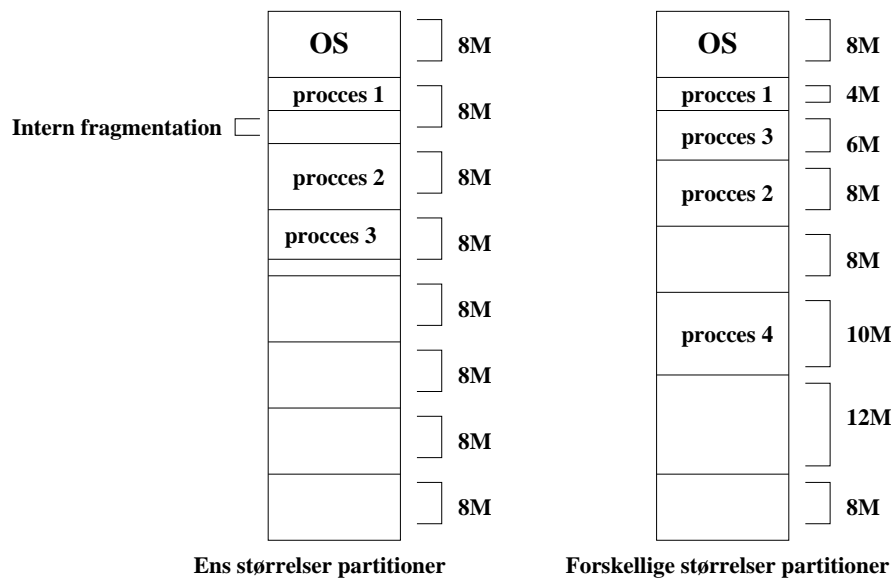 OS
8M
procces 1
8M
Intern fragmentation
procces 2
8M
procces 3
8M
8M
8M
8M
8M
Ens størrelser partitioner
OS
8M
procces 1
4M
procces 3
6M
procces 2
8M
8M
procces 4
10M
12M
8M
Forskellige størrelser partitioner